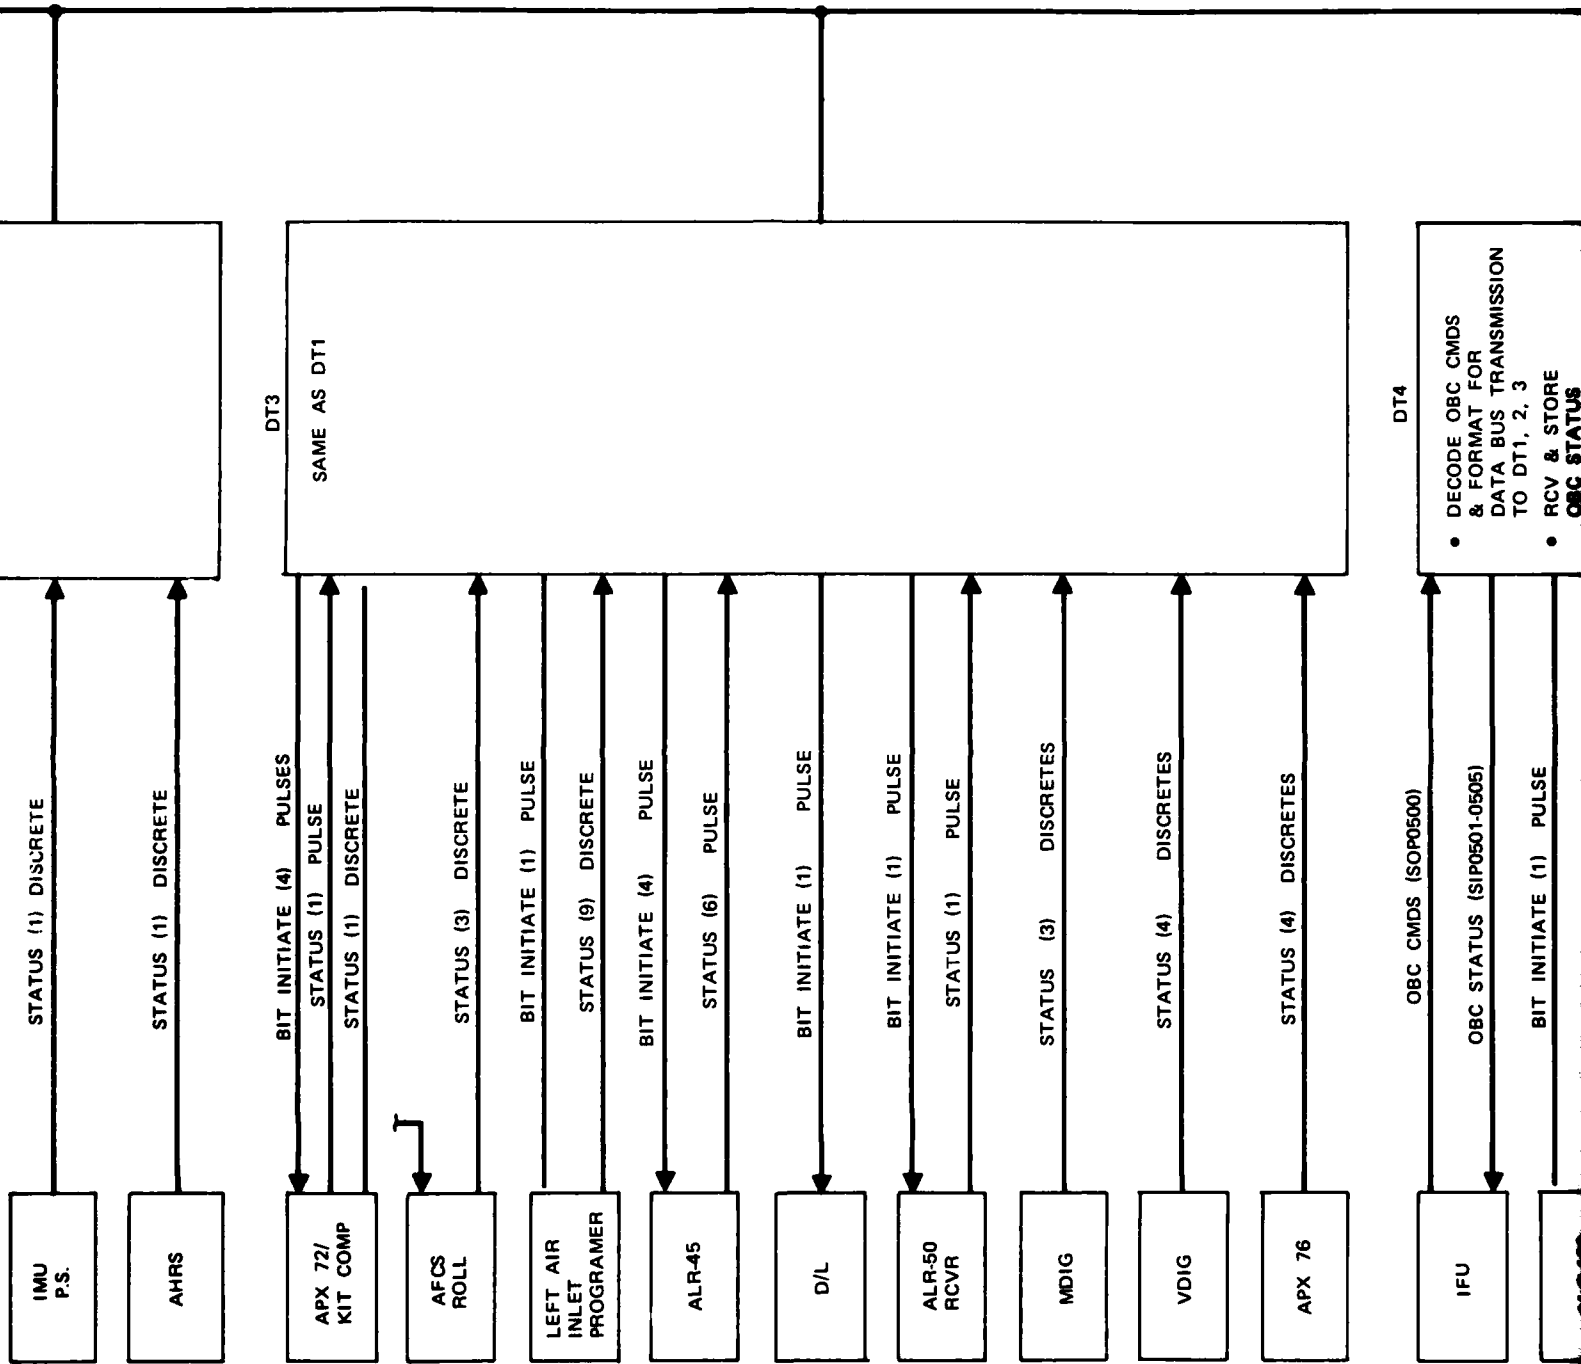 STATUS (1) DISCRETE
IMU
P.S.
STATUS (1) DISCRETE
AHRS
DT3
SAME AS DT1
BIT INITIATE (4) PULSES
STATUS (1) PULSE
STATUS (1) DISCRETE
APX 72/
KIT COMP
STATUS (3) DISCRETE
AFCS
ROLL
BIT INITIATE (1) PULSE
STATUS (9) DISCRETE
LEFT AIR
INLET
PROGRAMER
BIT INITIATE (4) PULSE
STATUS (6) PULSE
ALR-45
BIT INITIATE (1) PULSE
D/L
BIT INITIATE (1) PULSE
STATUS (1) PULSE
ALR-50
RCVR
STATUS (3) DISCRETES
MDIG
STATUS (4) DISCRETES
VDIG
STATUS (4) DISCRETES
APX 76
DT4
• DECODE OBC CMDS
& FORMAT FOR
DATA BUS TRANSMISSION
TO DT1, 2, 3
• RCV & STORE
OBC STATUS
OBC CMDS (SOP0500)
OBC STATUS (SIP0501-0505)
IFU
BIT INITIATE (1) PULSE